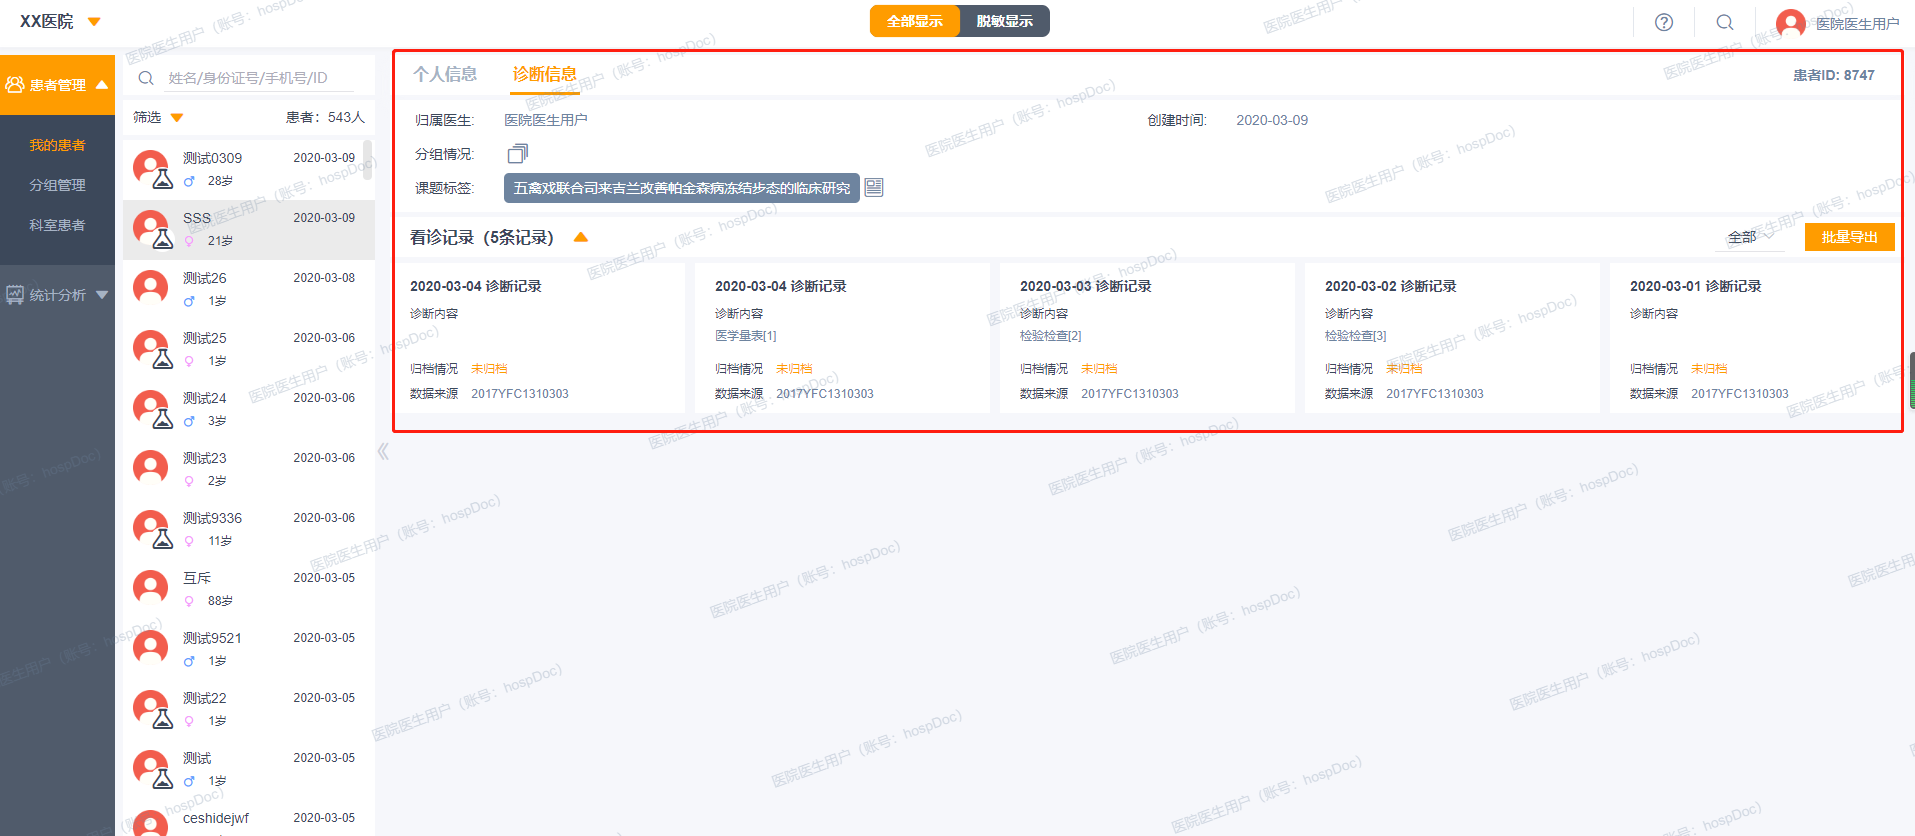 XX医院
全部显示 脱敏显示
医院医生用户
患者管理
我的患者
分组管理
科室患者
统计分析
姓名/身份证号/手机号/ID
筛选
患者：543人
测试0309 2020-03-09
28岁
SSS 2020-03-09
21岁
测试26 2020-03-08
1岁
测试25 2020-03-06
1岁
测试24 2020-03-06
3岁
测试23 2020-03-06
2岁
测试9336 2020-03-06
11岁
互斥 2020-03-05
88岁
测试9521 2020-03-05
1岁
测试22 2020-03-05
1岁
测试 2020-03-05
1岁
ceshidejwf 2020-03-05
个人信息 诊断信息 患者ID: 8747
归属医生: 医院医生用户 创建时间: 2020-03-09
分组情况:
课题标签: 五禽戏联合司来吉兰改善帕金森病冻结步态的临床研究
看诊记录（5条记录） 全部 批量导出
2020-03-04 诊断记录
诊断内容
归档情况 未归档
数据来源 2017YFC1310303
2020-03-04 诊断记录
诊断内容
医学量表[1]
归档情况 未归档
数据来源 2017YFC1310303
2020-03-03 诊断记录
诊断内容
检验检查[2]
归档情况 未归档
数据来源 2017YFC1310303
2020-03-02 诊断记录
诊断内容
检验检查[3]
归档情况 未归档
数据来源 2017YFC1310303
2020-03-01 诊断记录
诊断内容
归档情况 未归档
数据来源 2017YFC1310303
医院医生用户（账号：hospDoc）